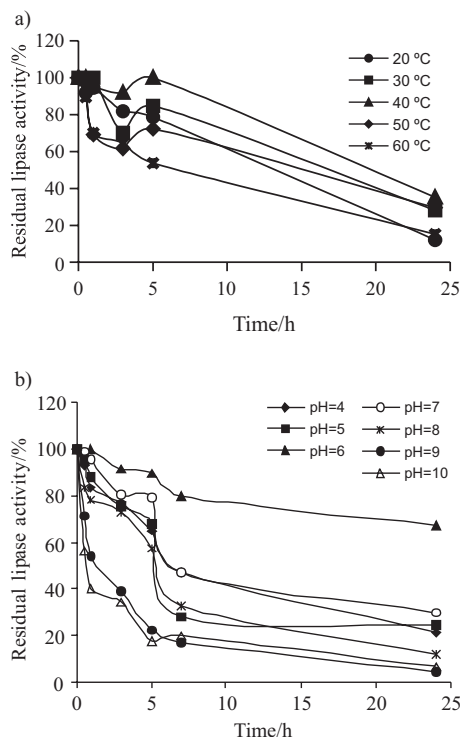 a)
Residual lipase activity/%
120
100
80
60
40
20
0
20 ºC
30 ºC
40 ºC
50 ºC
60 ºC
0 5 10 15 20 25
Time/h
b)
Residual lipase activity/%
120
100
80
60
40
20
0
pH=4
pH=5
pH=6
pH=7
pH=8
pH=9
pH=10
0 5 10 15 20 25
Time/h